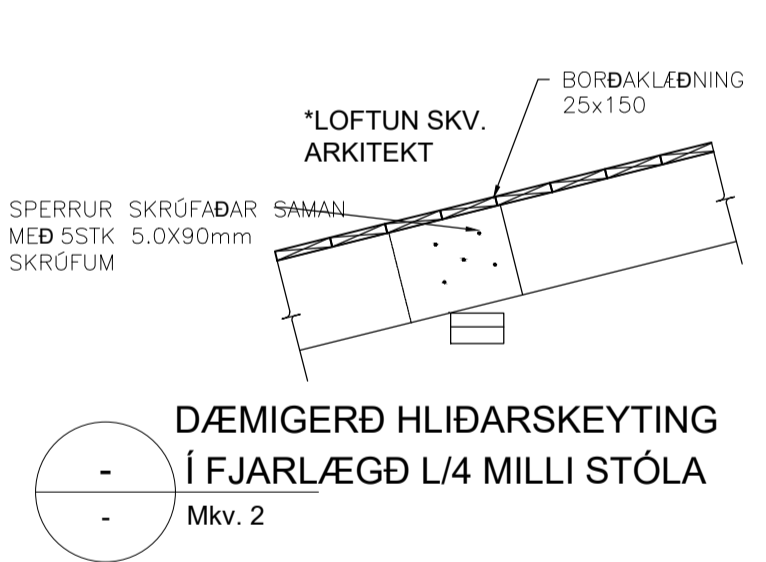 BORÐAKLÆÐNING
25x150
*LOFTUN SKV.
ARKITEKT
SPERRUR SKRÚFAÐAR SAMAN
MEÐ 5STK 5.0X90mm
SKRÚFUM
DÆMIGERÐ HLIÐARSKEYTING
Í FJARLÆGÐ L/4 MILLI STÓLA
Mkv. 2
-
-